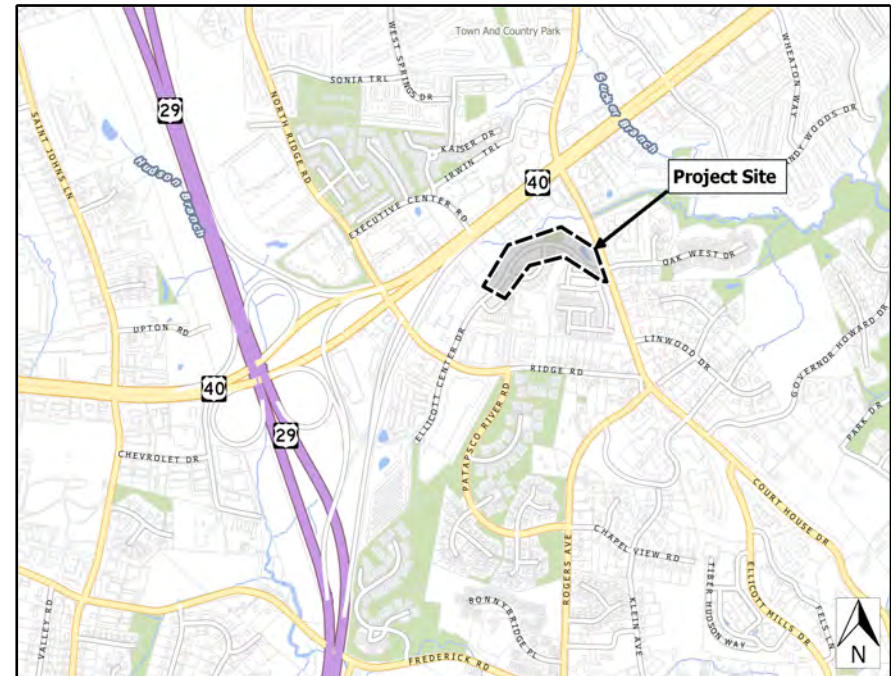 Town And Country Park
WEST SPRINGS DR
SONIA TRL
WHEATON WAY
29
SAINT JOHNS LN
NORTH RIDGE RD
Sucker Branch
KAISER DR
IRWIN TRL
Hudson Branch
40
Project Site
EXECUTIVE CENTER RD
OAK WEST DR
UPTON RD
LINWOOD DR
GOVERNOR HOWARD DR
ELLICOTT CENTER DR
RIDGE RD
40
PATAPSCO RIVER RD
PARK DR
29
CHEVROLET DR
COURT HOUSE DR
CHAPEL VIEW RD
ROGERS AVE
TIBER HUDSON WAY
ELLICOTT MILLS DR
FELS LN
BONNYBRIDGE PL
KLEIN AVE
VALLEY RD
FREDERICK RD
N